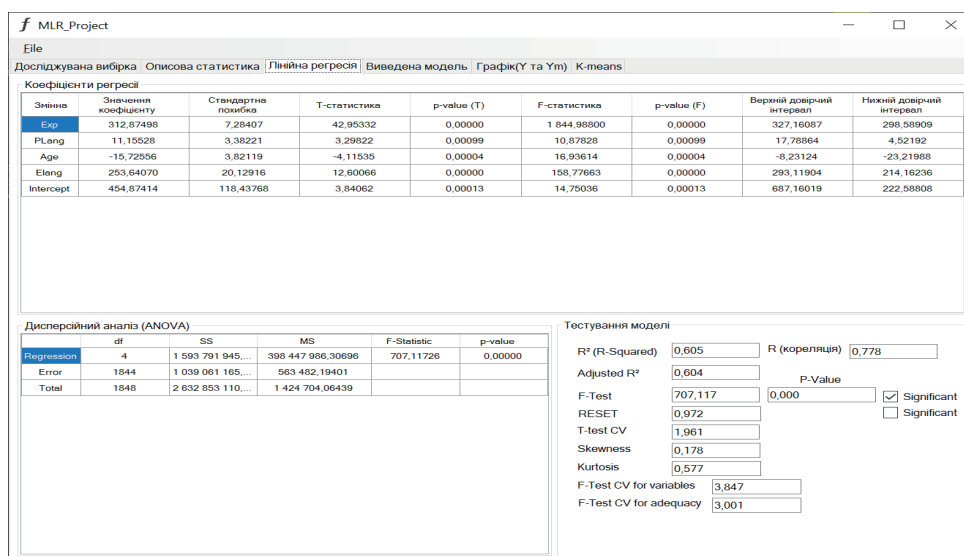 MLR_Project
File
Досліджувана вибірка Описова статистика Лінійна регресія Виведена модель Графік(Y та Ym) K-means
Коефіцієнти регресії
Змінна Значення коефіцієнту Стандартна похибка Т-статистика p-value (T) F-статистика p-value (F) Верхній довірчий інтервал Нижній довірчий інтервал
Exp 312,87498 7,28407 42,95332 0,00000 1 844,98800 0,00000 327,16087 298,58909
PLang 11,15528 3,38221 3,29822 0,00099 10,87828 0,00099 17,78864 4,52192
Age -15,72556 3,82119 -4,11535 0,00004 16,93614 0,00004 -8,23124 -23,21988
Elang 253,64070 20,12916 12,60066 0,00000 158,77663 0,00000 293,11904 214,16236
Intercept 454,87414 118,43768 3,84062 0,00013 14,75036 0,00013 687,16019 222,58808
Дисперсійний аналіз (ANOVA)
df SS MS F-Statistic p-value
Regression 4 1 593 791 945,... 398 447 986,30696 707,11726 0,00000
Error 1844 1 039 061 165,... 563 482,19401
Total 1848 2 632 853 110,... 1 424 704,06439
Тестування моделі
R² (R-Squared) 0,605 R (кореляція) 0,778
Adjusted R² 0,604
P-Value
F-Test 707,117 0,000 Significant
RESET 0,972 Significant
T-test CV 1,961
Skewness 0,178
Kurtosis 0,577
F-Test CV for variables 3,847
F-Test CV for adequacy 3,001